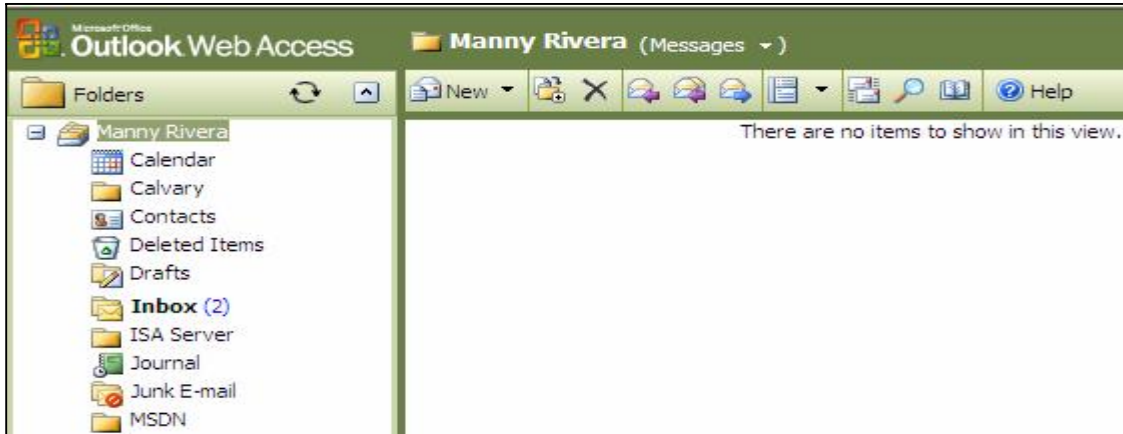 Microsoft Office
Outlook Web Access
Manny Rivera (Messages )
Folders
New
Help
Manny Rivera
Calendar
Calvary
Contacts
Deleted Items
Drafts
Inbox (2)
ISA Server
Journal
Junk E-mail
MSDN
There are no items to show in this view.